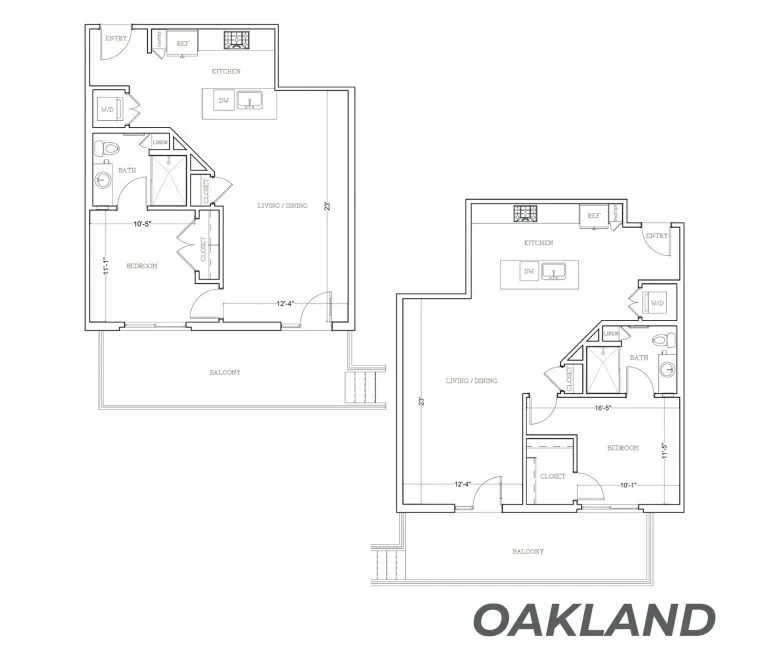 ENTRY
PANTRY
REF
KITCHEN
W/D
DW
LINEN
BATH
CLOSET
LIVING / DINING
23'
10'-5"
CLOSET
11'-1"
BEDROOM
12'-4"
BALCONY
REF
PANTRY
ENTRY
KITCHEN
DW
W/D
LINEN
BATH
CLOSET
LIVING / DINING
23'
16'-5"
BEDROOM
11'-5"
CLOSET
12'-4"
10'-1"
BALCONY
OAKLAND